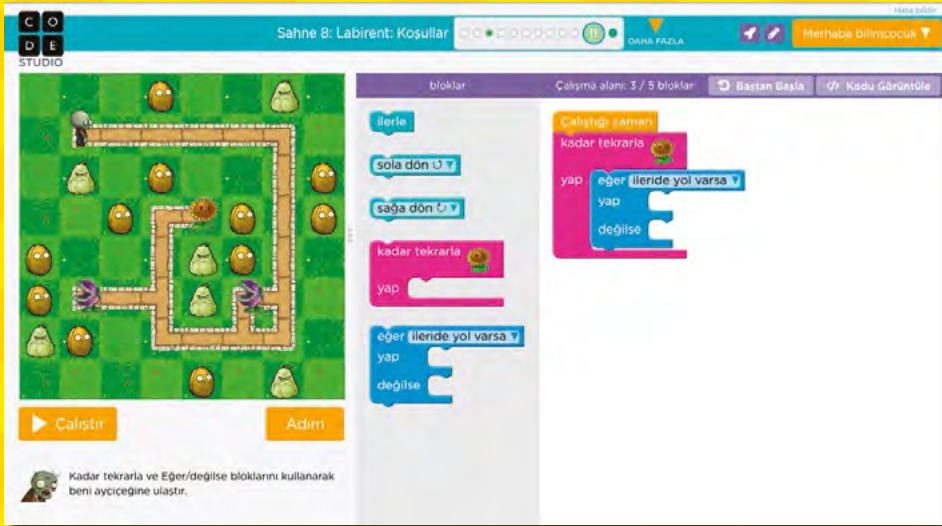 Hata bildir
CODE
STUDIO
Sahne 8: Labirent: Koşullar
11
DAHA FAZLA
Merhaba bilimcocuk
bloklar
Çalışma alanı: 3 / 5 bloklar
Baştan Başla
Kodu Görüntüle
ilerle
sola dön
sağa dön
kadar tekrarla
yap
eğer ileride yol varsa
yap
değilse
Çalıştığı zaman
kadar tekrarla
yap
eğer ileride yol varsa
yap
değilse
Çalıştır
Adım
Kadar tekrarla ve Eğer/değilse bloklarını kullanarak
beni ayçiçeğine ulaştır.